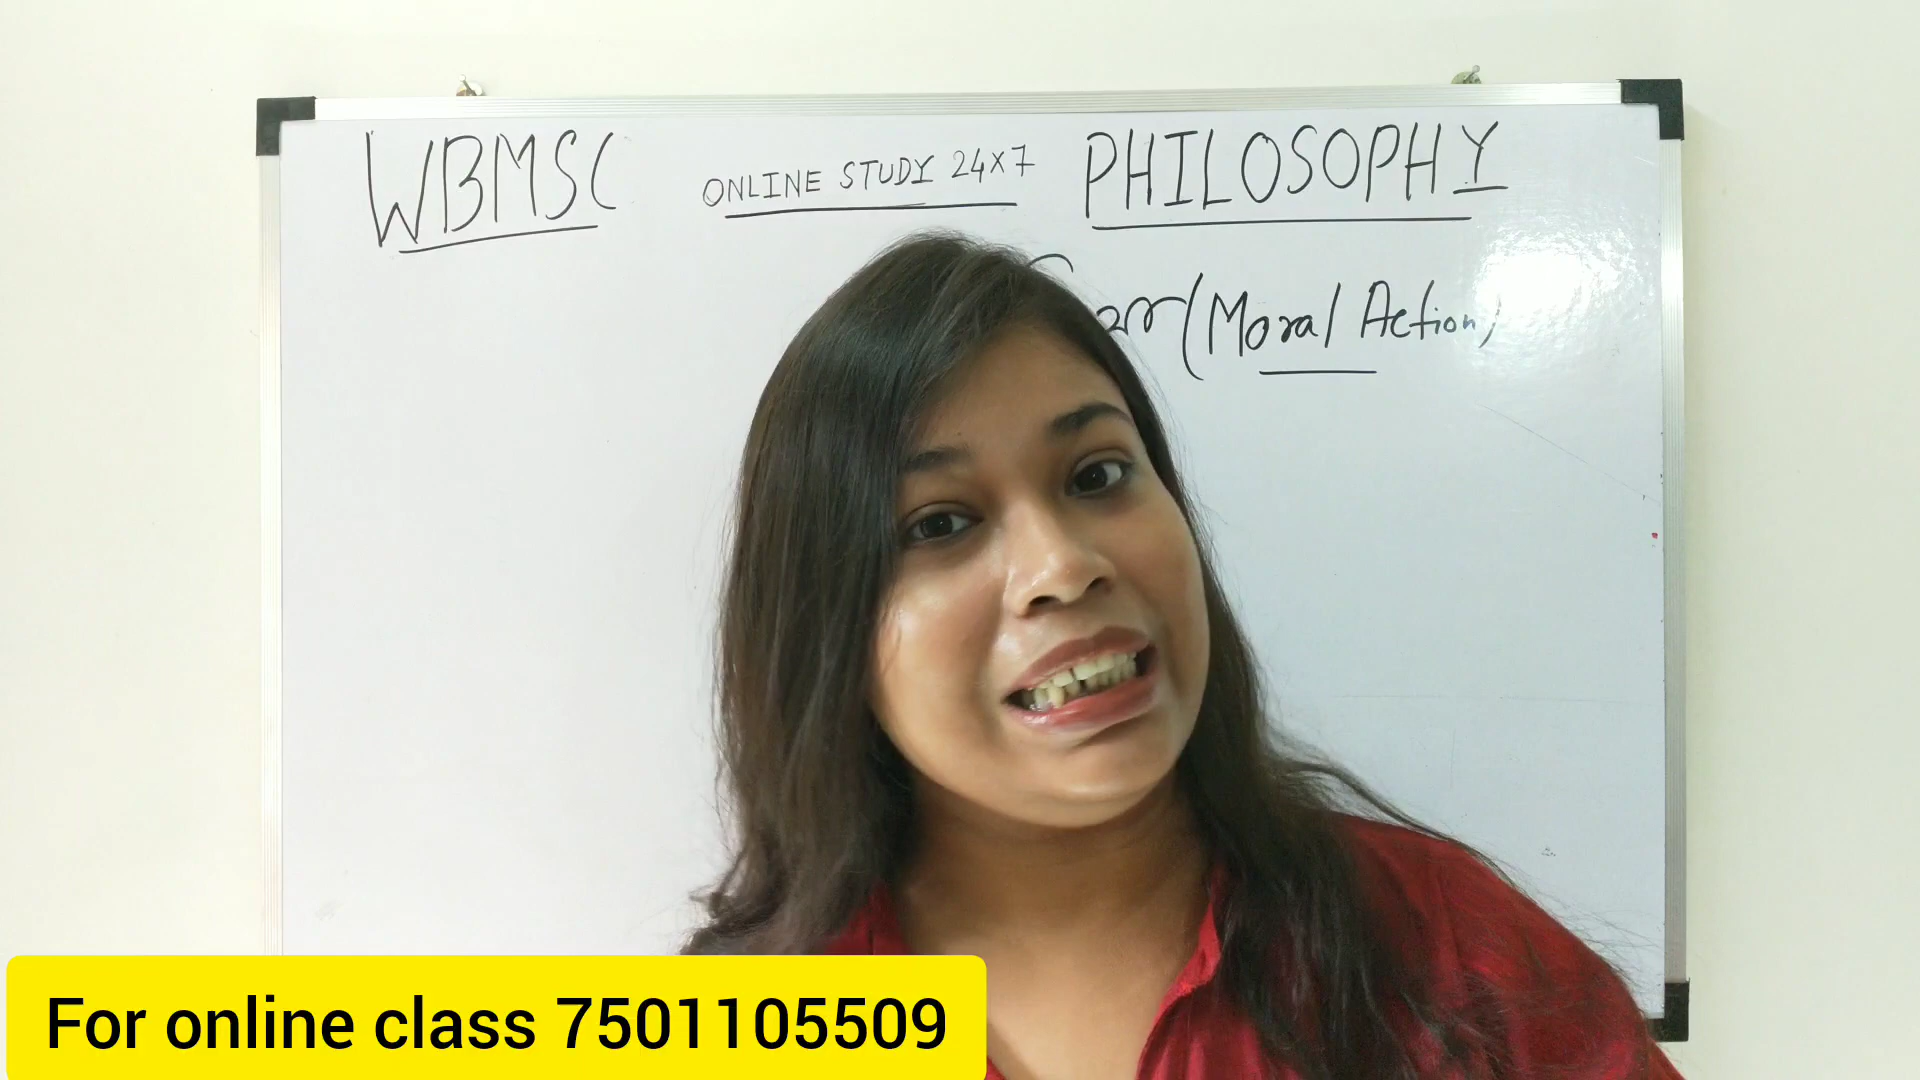 WBMSC ONLINE STUDY 24x7 PHILOSOPHY
(Moral Action)
For online class 7501105509